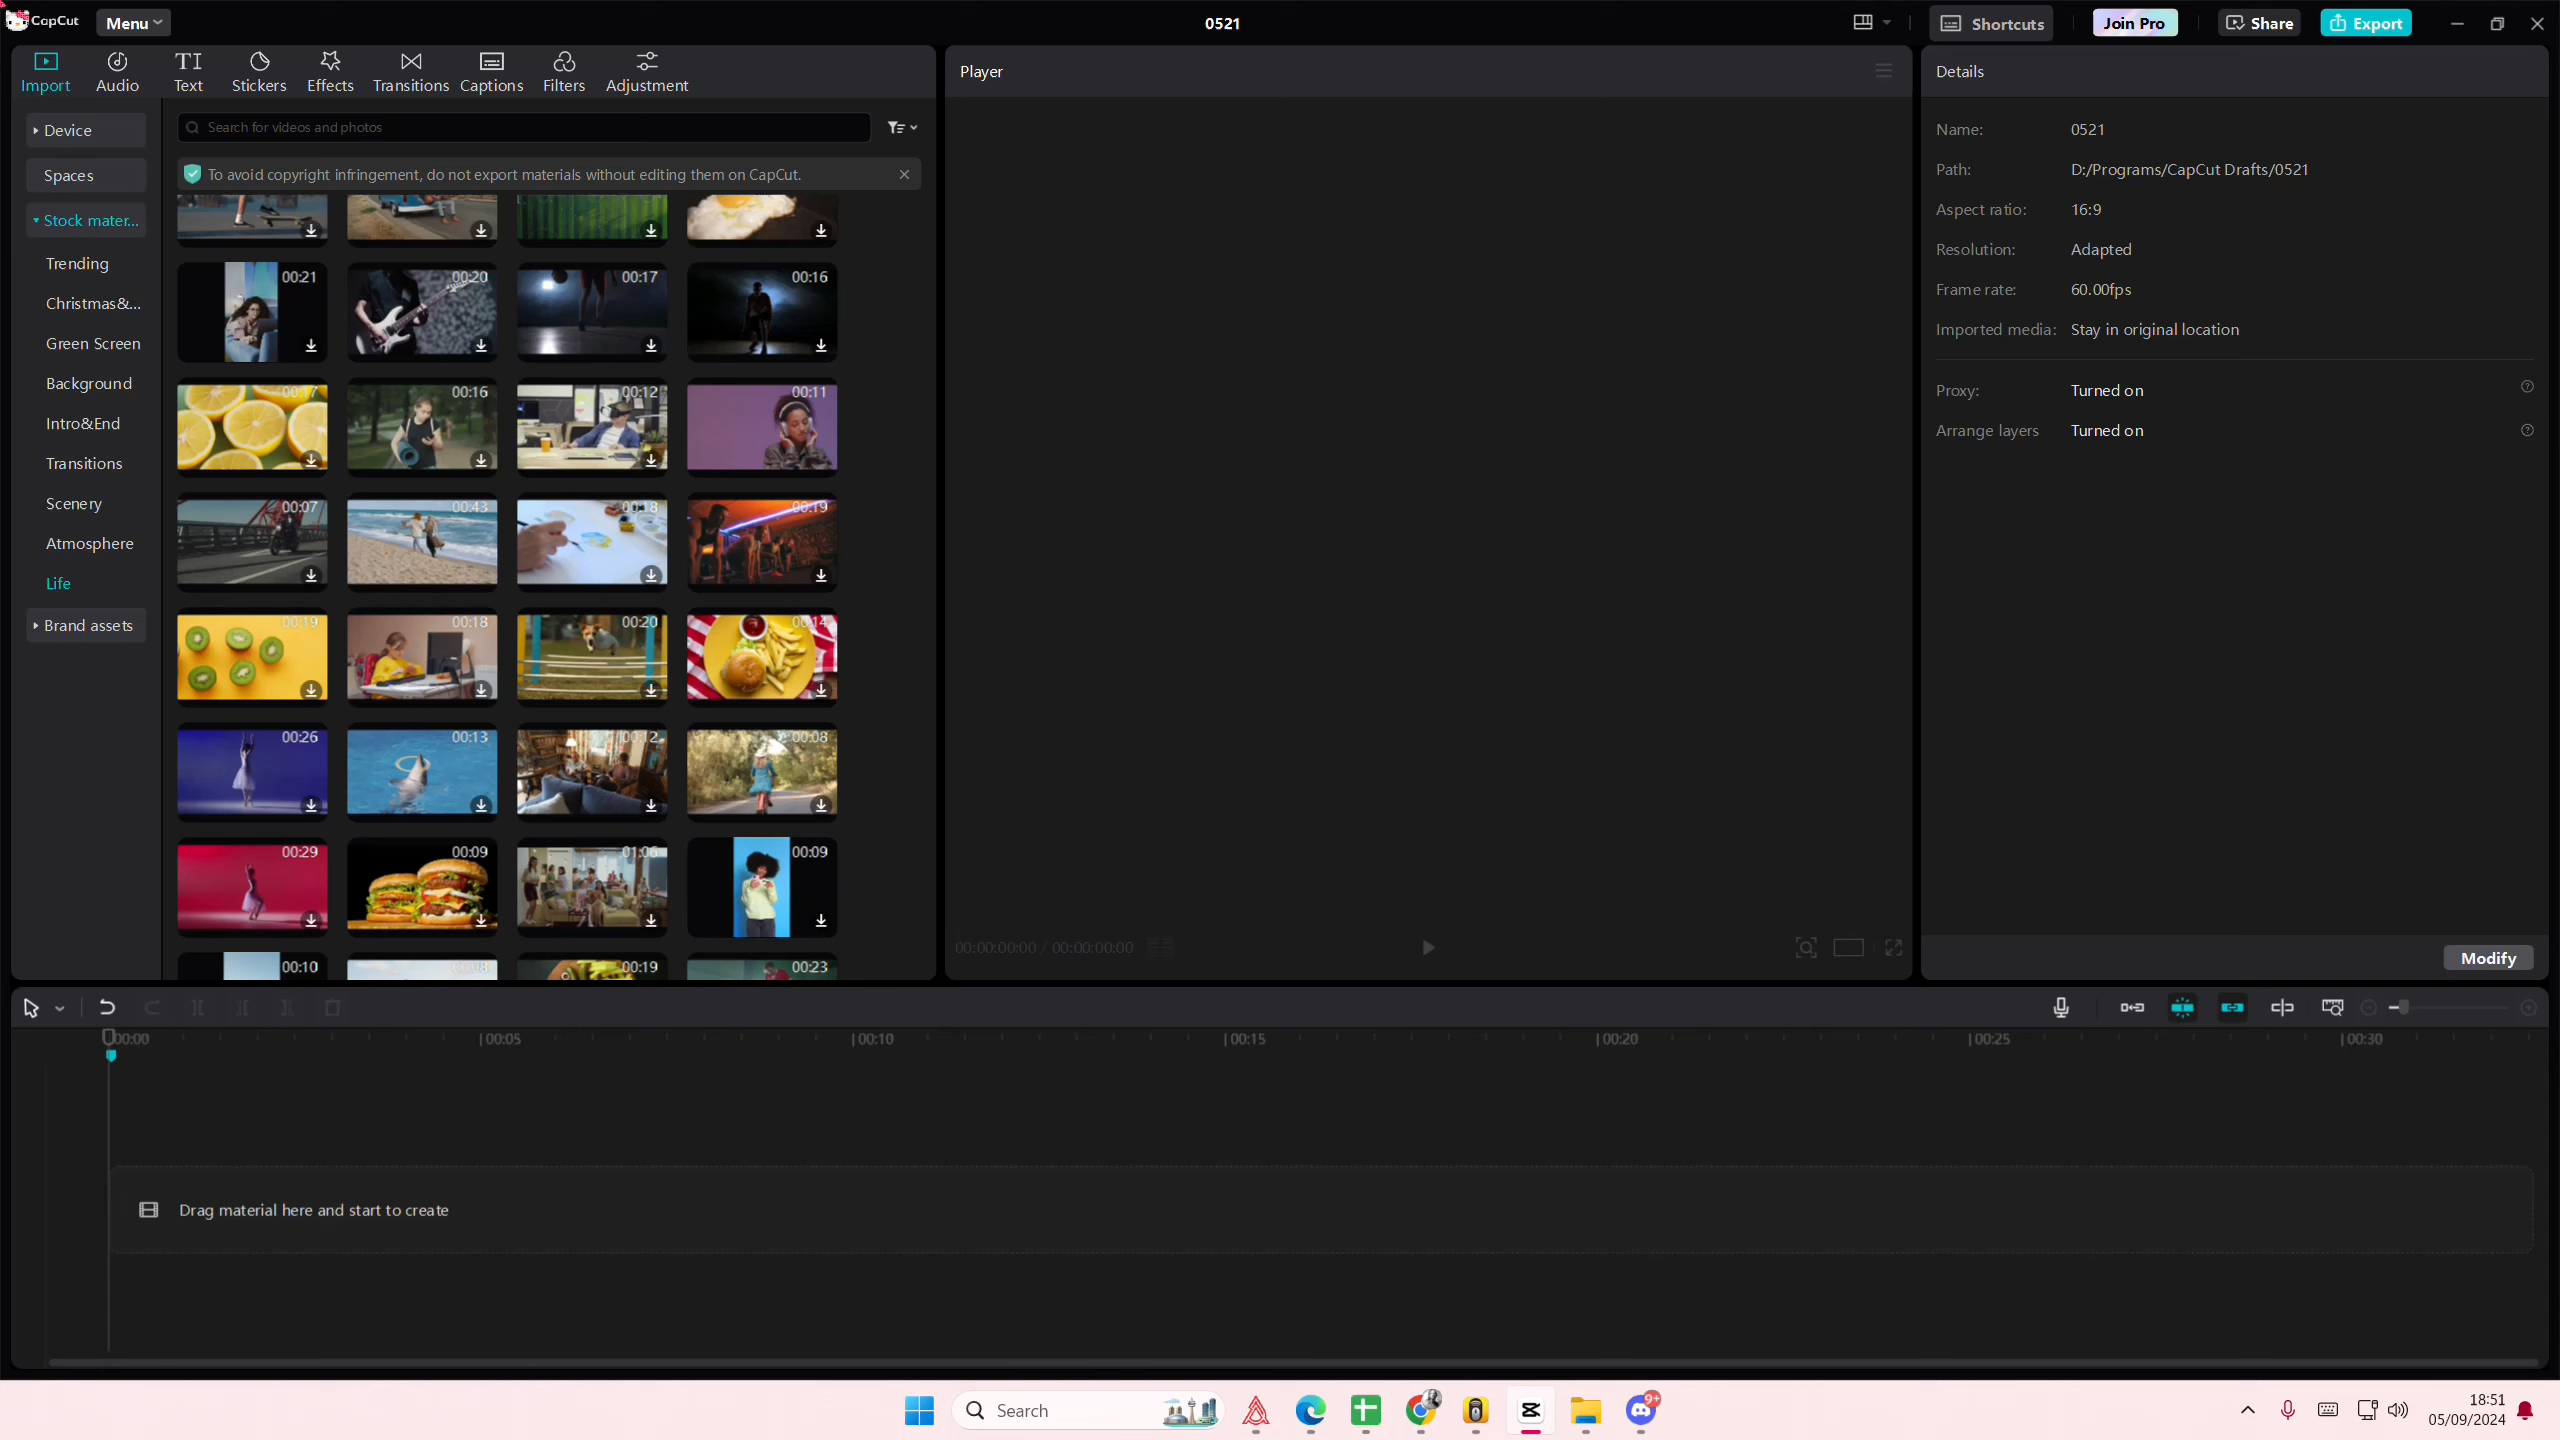 CapCut
Menu
0521
Shortcuts
Join Pro
Share
Export
Import
Audio
Text
Stickers
Effects
Transitions
Captions
Filters
Adjustment
Device
Spaces
Stock mater...
Trending
Christmas&...
Green Screen
Background
Intro&End
Transitions
Scenery
Atmosphere
Life
Brand assets
Search for videos and photos
To avoid copyright infringement, do not export materials without editing them on CapCut.
00:21
00:20
00:17
00:16
00:17
00:16
00:12
00:11
00:07
00:43
00:18
00:19
00:19
00:18
00:20
00:14
00:26
00:13
00:12
00:08
00:29
00:09
01:06
00:09
00:10
00:08
00:19
00:23
Player
00:00:00:00 / 00:00:00:00
Details
Name: 0521
Path: D:/Programs/CapCut Drafts/0521
Aspect ratio: 16:9
Resolution: Adapted
Frame rate: 60.00fps
Imported media: Stay in original location
Proxy: Turned on
Arrange layers Turned on
Modify
00:00
00:05
00:10
00:15
00:20
00:25
00:30
Drag material here and start to create
Search
9+
18:51
05/09/2024